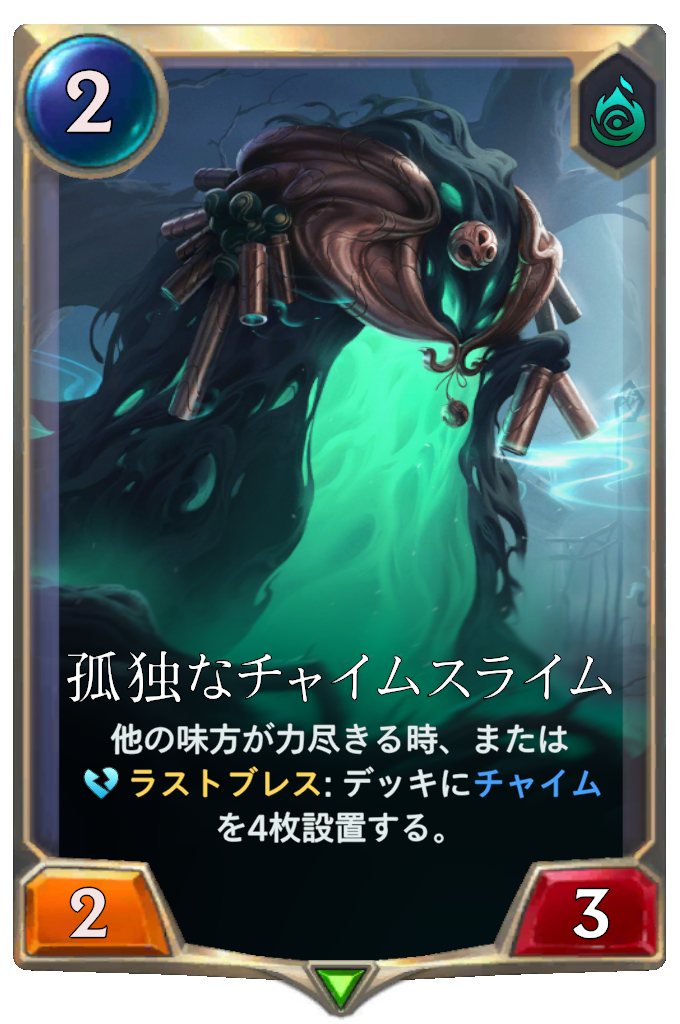 2
孤独なチャイムスライム
他の味方が力尽きる時、または
ラストブレス: デッキにチャイム
を4枚設置する。
2
3